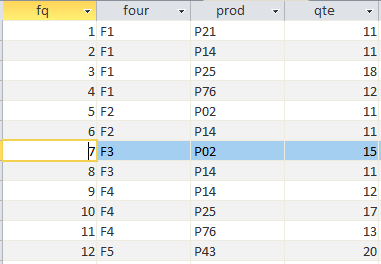 fq four prod qte
1 F1 P21 11
2 F1 P14 11
3 F1 P25 18
4 F1 P76 12
5 F2 P02 11
6 F2 P14 11
7 F3 P02 15
8 F3 P14 11
9 F4 P14 12
10 F4 P25 17
11 F4 P76 13
12 F5 P43 20